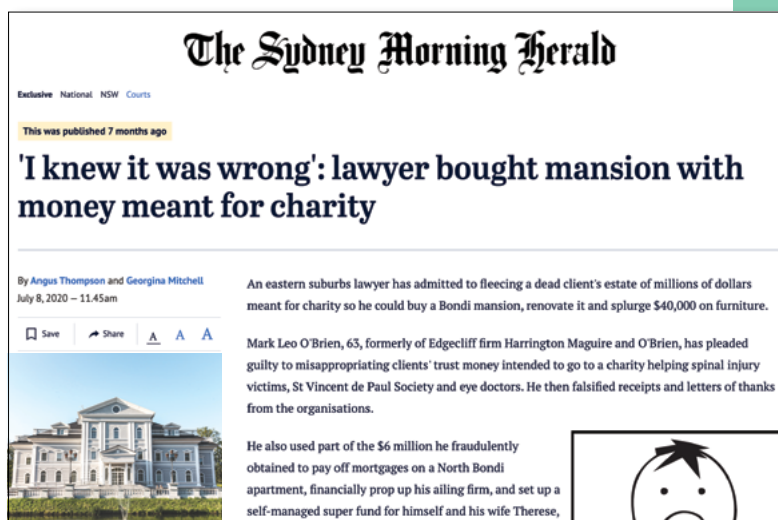 The Sydney Morning Herald
Exclusive National NSW Courts
This was published 7 months ago
'I knew it was wrong': lawyer bought mansion with
money meant for charity
By Angus Thompson and Georgina Mitchell
July 8, 2020 — 11.45am
Save Share A A A
An eastern suburbs lawyer has admitted to fleecing a dead client's estate of millions of dollars
meant for charity so he could buy a Bondi mansion, renovate it and splurge $40,000 on furniture.
Mark Leo O'Brien, 63, formerly of Edgecliff firm Harrington Maguire and O'Brien, has pleaded
guilty to misappropriating clients' trust money intended to go to a charity helping spinal injury
victims, St Vincent de Paul Society and eye doctors. He then falsified receipts and letters of thanks
from the organisations.
He also used part of the $6 million he fraudulently
obtained to pay off mortgages on a North Bondi
apartment, financially prop up his ailing firm, and set up a
self-managed super fund for himself and his wife Therese,